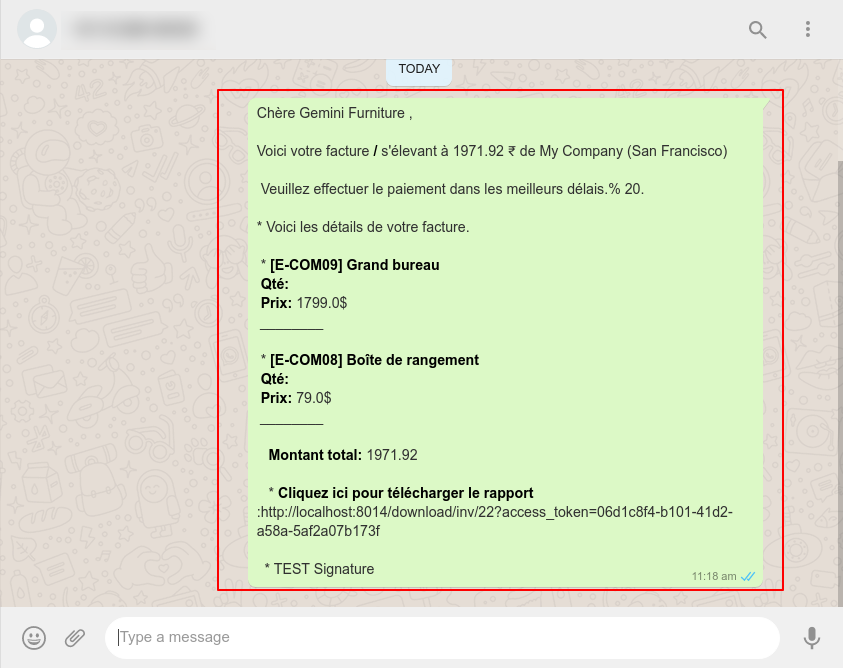 TODAY
Chère Gemini Furniture ,
Voici votre facture / s'élevant à 1971.92 ₹ de My Company (San Francisco)
Veuillez effectuer le paiement dans les meilleurs délais.% 20.
* Voici les détails de votre facture.
* [E-COM09] Grand bureau
Qté:
Prix: 1799.0$
________
* [E-COM08] Boîte de rangement
Qté:
Prix: 79.0$
________
Montant total: 1971.92
* Cliquez ici pour télécharger le rapport
:http://localhost:8014/download/inv/22?access_token=06d1c8f4-b101-41d2-
a58a-5af2a07b173f
* TEST Signature
11:18 am
Type a message